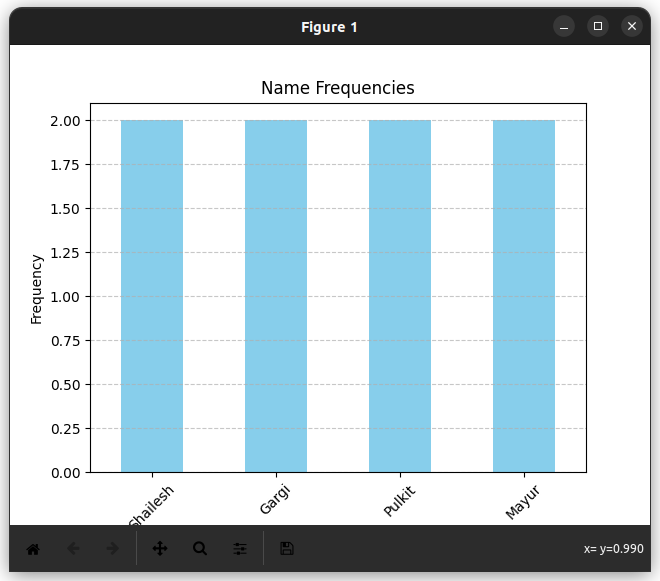 Figure 1
Name Frequencies
2.00
1.75
1.50
1.25
1.00
0.75
0.50
0.25
0.00
Frequency
Shailesh
Gargi
Pulkit
Mayur
x= y=0.990